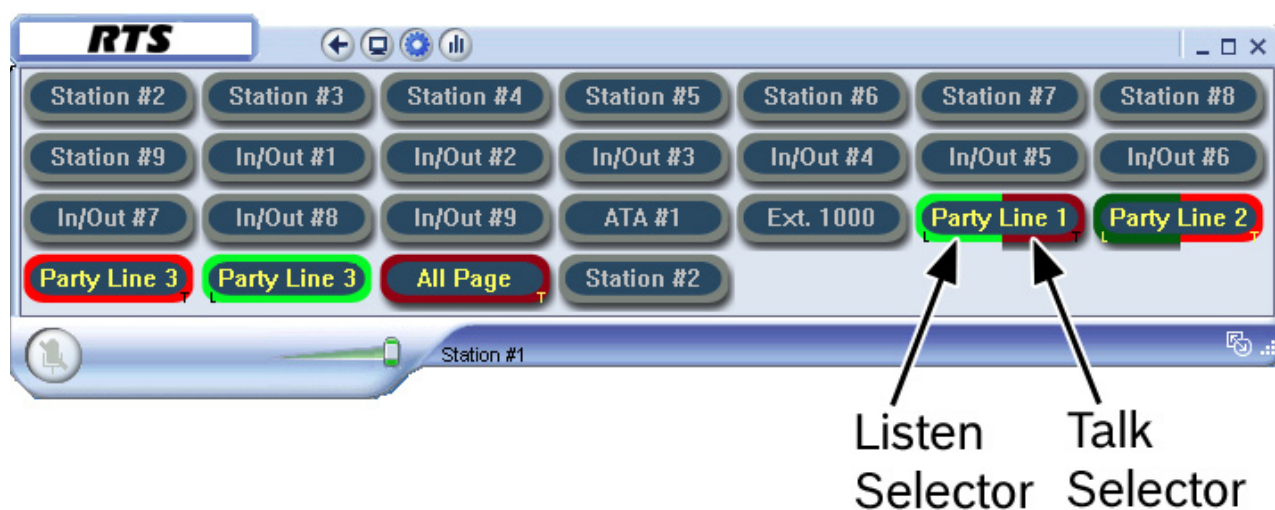 RTS
Station #2 Station #3 Station #4 Station #5 Station #6 Station #7 Station #8
Station #9 In/Out #1 In/Out #2 In/Out #3 In/Out #4 In/Out #5 In/Out #6
In/Out #7 In/Out #8 In/Out #9 ATA #1 Ext. 1000 Party Line 1 Party Line 2
L T L T
Party Line 3 Party Line 3 All Page Station #2
T L T
Station #1
Listen Talk
Selector Selector